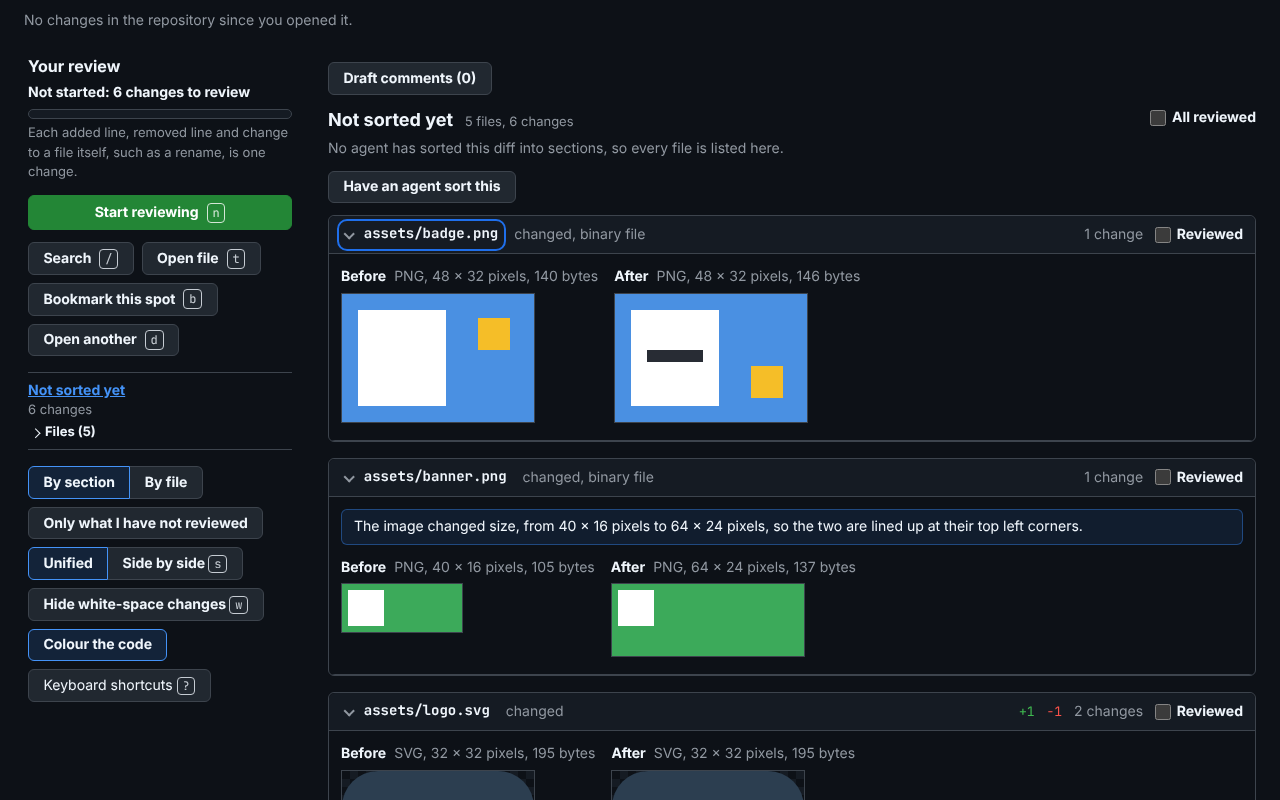 No changes in the repository since you opened it.
Your review
Not started: 6 changes to review
Each added line, removed line and change
to a file itself, such as a rename, is one
change.
Start reviewing n
Search / Open file t
Bookmark this spot b
Open another d
Not sorted yet
6 changes
Files (5)
By section By file
Only what I have not reviewed
Unified Side by side s
Hide white-space changes w
Colour the code
Keyboard shortcuts ?
Draft comments (0)
Not sorted yet 5 files, 6 changes All reviewed
No agent has sorted this diff into sections, so every file is listed here.
Have an agent sort this
assets/badge.png changed, binary file 1 change Reviewed
Before PNG, 48 × 32 pixels, 140 bytes After PNG, 48 × 32 pixels, 146 bytes
assets/banner.png changed, binary file 1 change Reviewed
The image changed size, from 40 × 16 pixels to 64 × 24 pixels, so the two are lined up at their top left corners.
Before PNG, 40 × 16 pixels, 105 bytes After PNG, 64 × 24 pixels, 137 bytes
assets/logo.svg changed +1 -1 2 changes Reviewed
Before SVG, 32 × 32 pixels, 195 bytes After SVG, 32 × 32 pixels, 195 bytes